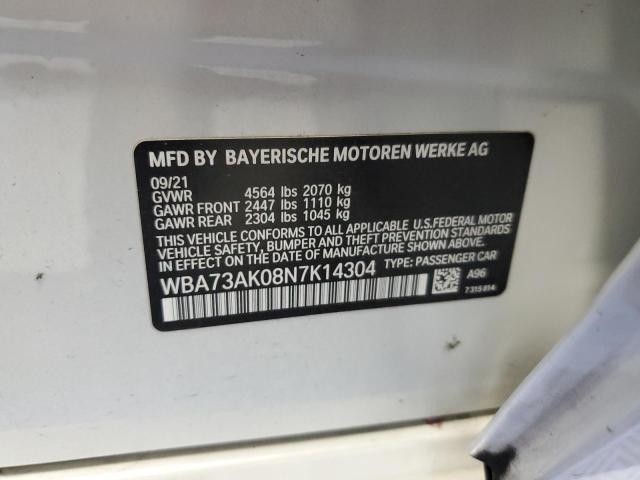 MFD BY BAYERISCHE MOTOREN WERKE AG
09/21
GVWR 4564 lbs 2070 kg
GAWR FRONT 2447 lbs 1110 kg
GAWR REAR 2304 lbs 1045 kg
THIS VEHICLE CONFORMS TO ALL APPLICABLE U.S.FEDERAL MOTOR
VEHICLE SAFETY, BUMPER AND THEFT PREVENTION STANDARDS
IN EFFECT ON THE DATE OF MANUFACTURE SHOWN ABOVE.
WBA73AK08N7K14304 TYPE: PASSENGER CAR
A96
7315814